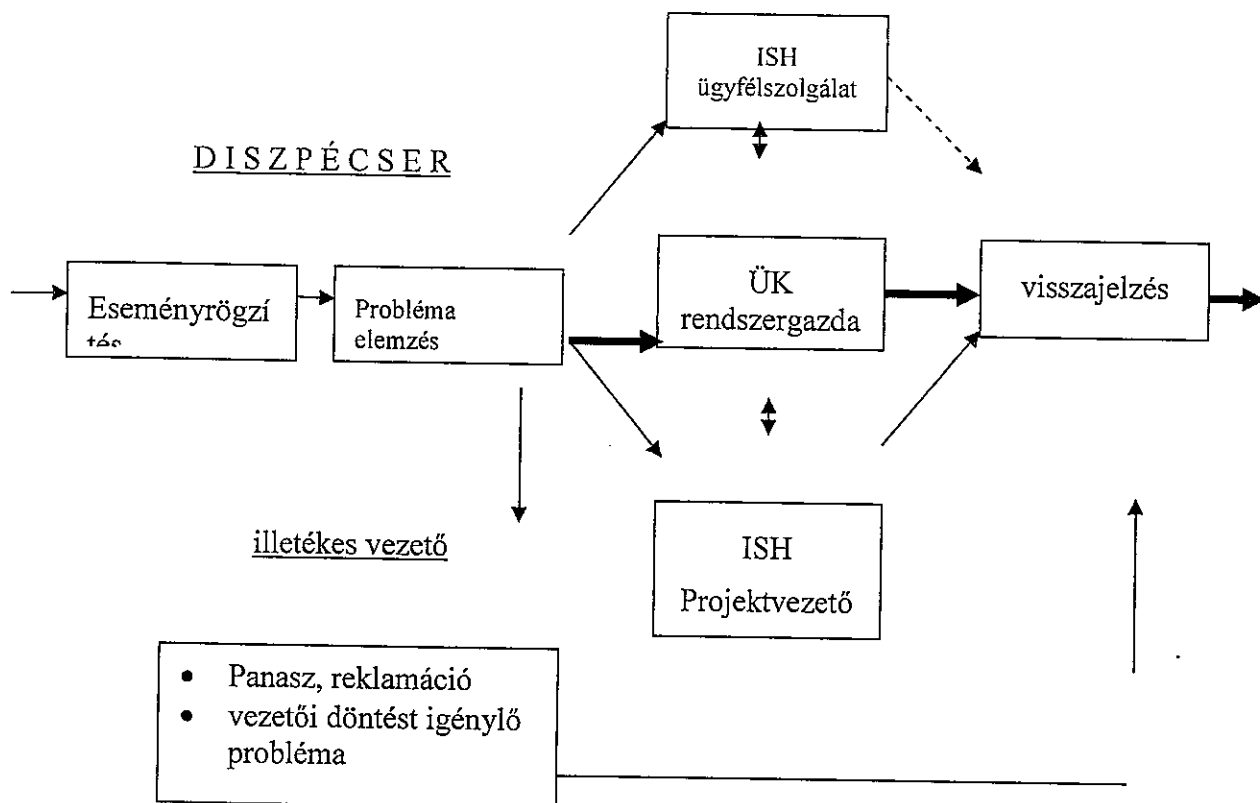 ISH
ügyfélszolgálat
DISZPÉCSER
Eseményrögzí
Probléma
elemzés
ÜK
rendszergazda
visszajelzés
illetékes vezető
ISH
Projektvezető
• Panasz, reklamáció
• vezetői döntést igénylő
probléma